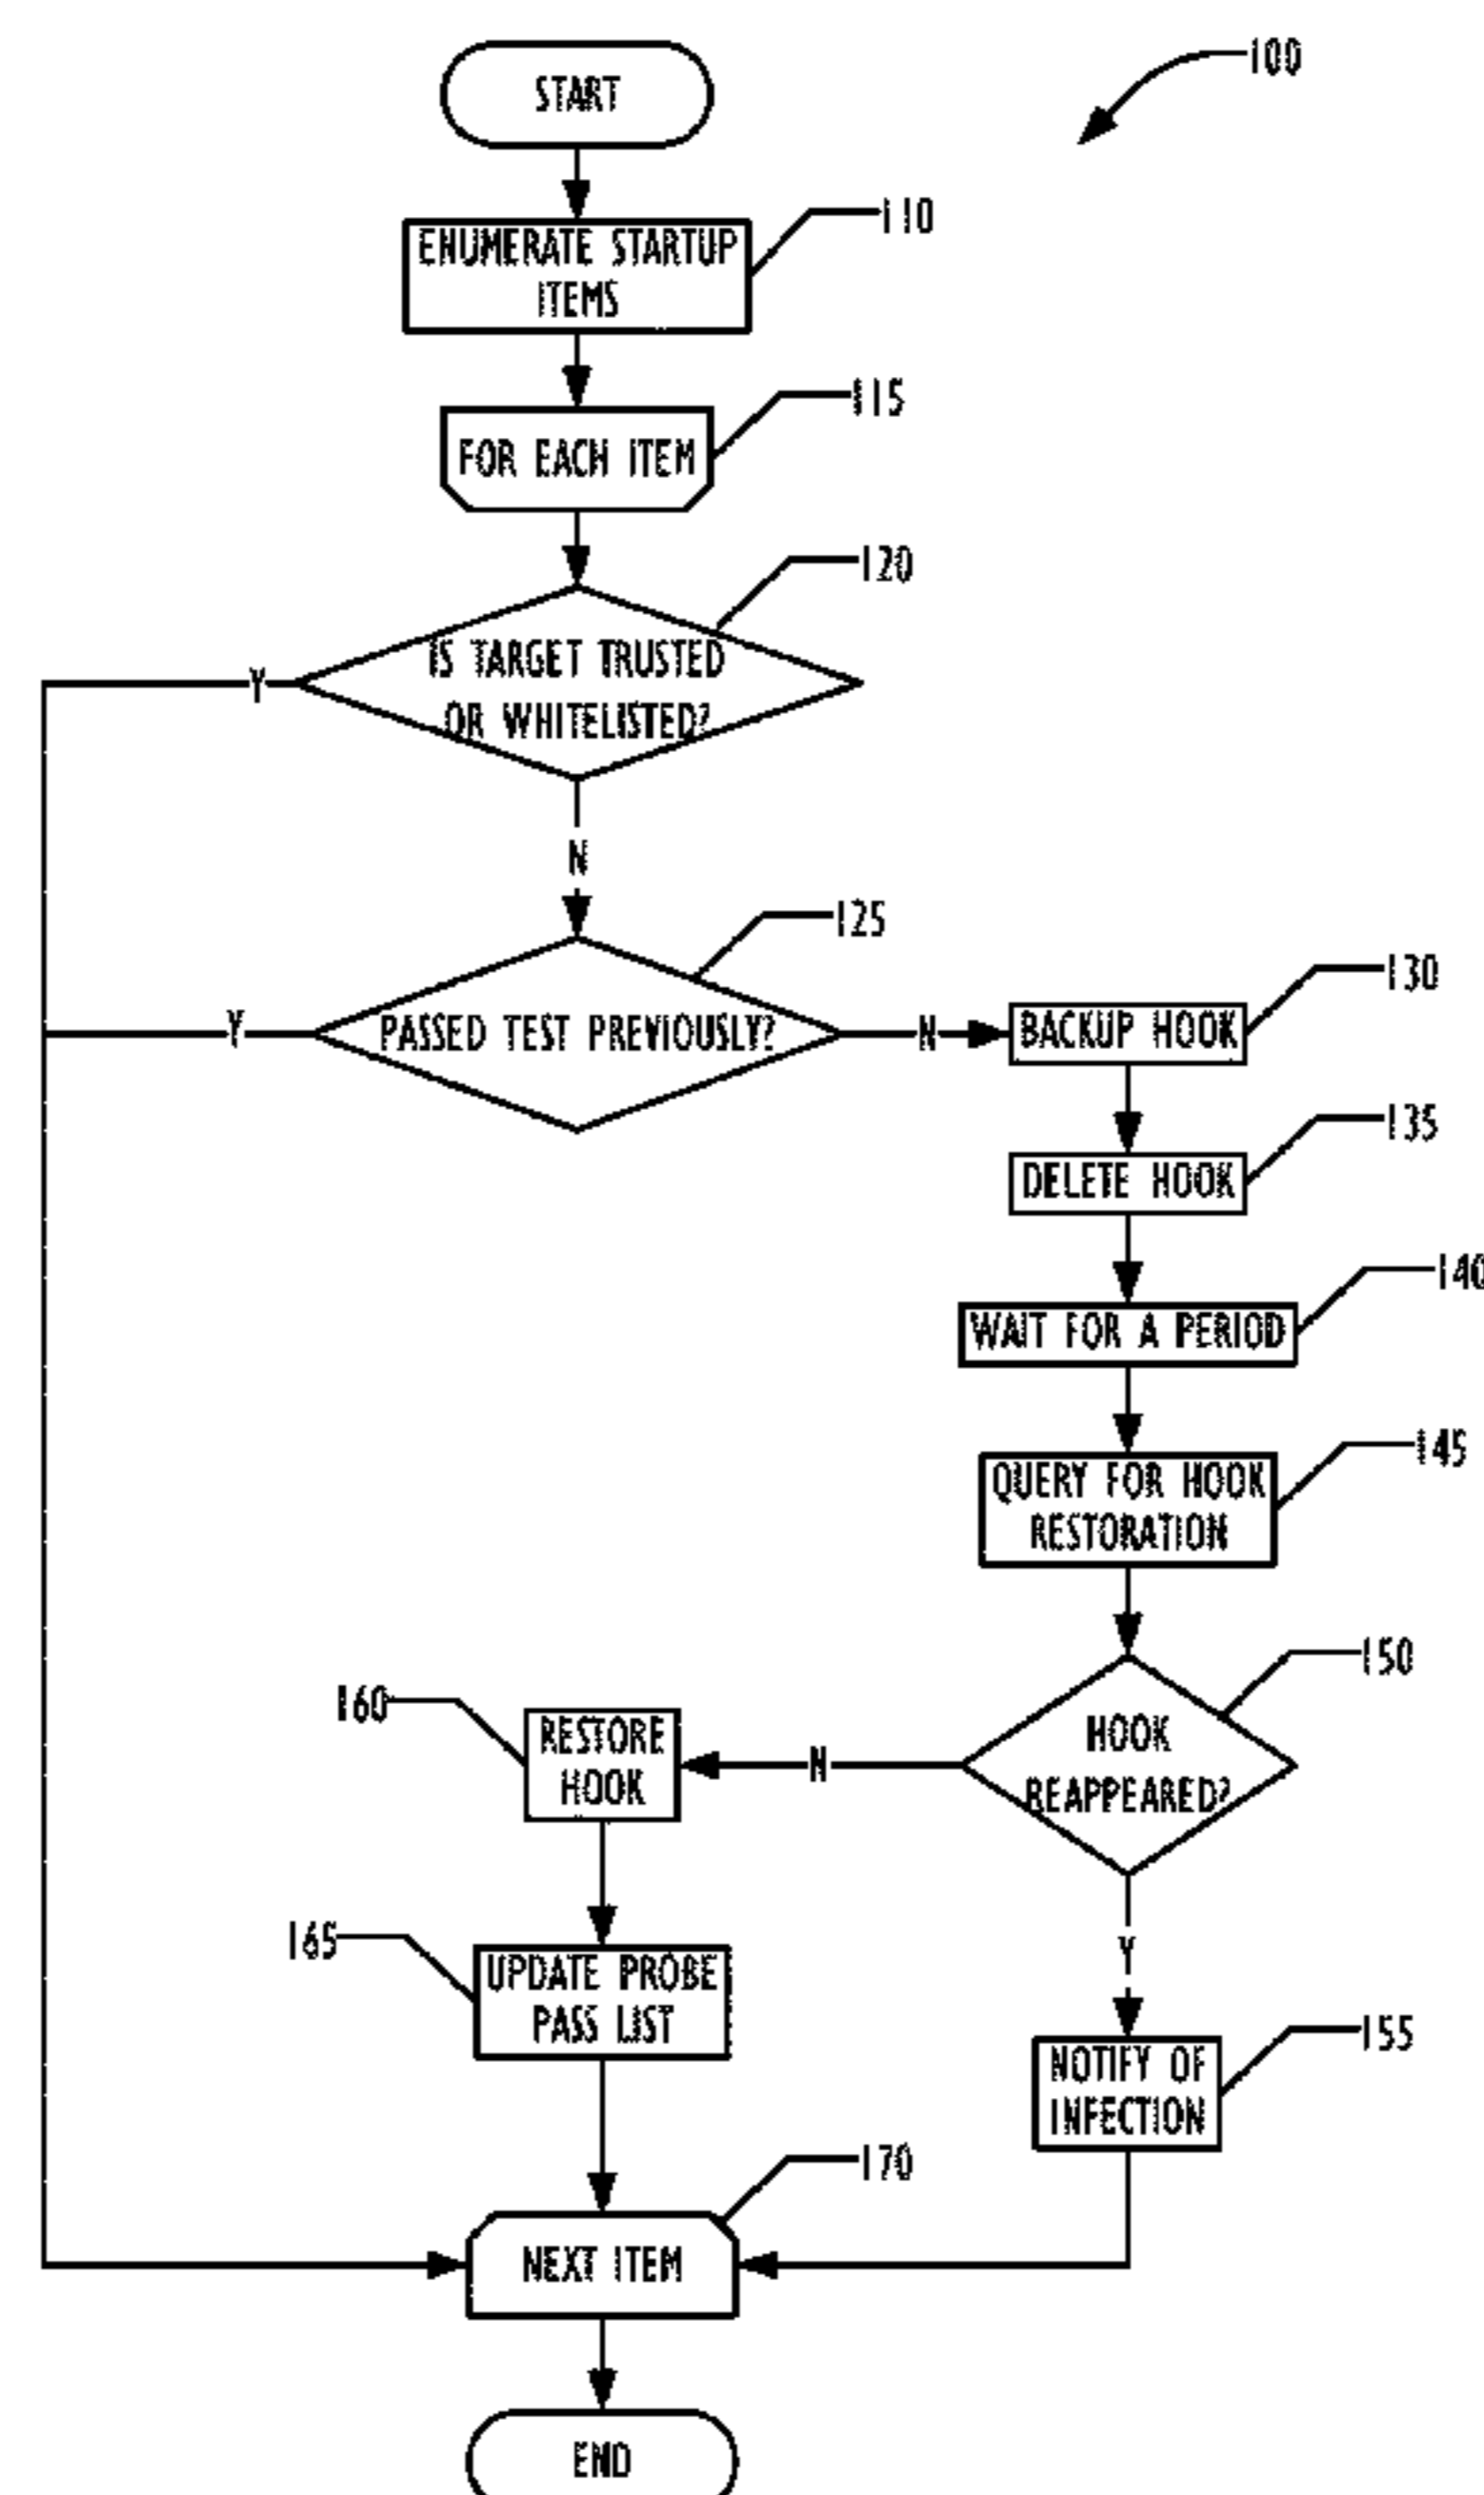 START
100
ENUMERATE STARTUP
ITEMS
110
FOR EACH ITEM
115
IS TARGET TRUSTED
OR WHITELISTED?
120
Y
N
PASSED TEST PREVIOUSLY?
125
Y
N
BACKUP HOOK
130
DELETE HOOK
135
WAIT FOR A PERIOD
140
QUERY FOR HOOK
RESTORATION
145
HOOK
REAPPEARED?
150
N
Y
160
RESTORE
HOOK
165
UPDATE PROBE
PASS LIST
NOTIFY OF
INFECTION
155
NEXT ITEM
170
END